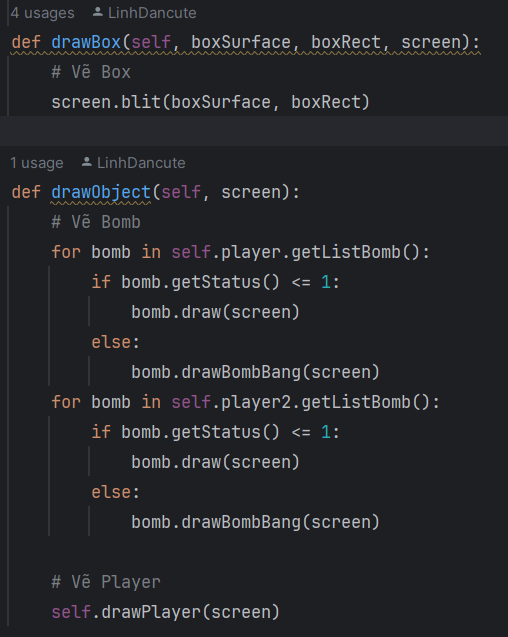 4 usages LinhDancute
def drawBox(self, boxSurface, boxRect, screen):
    # Vẽ Box
    screen.blit(boxSurface, boxRect)
1 usage LinhDancute
def drawObject(self, screen):
    # Vẽ Bomb
    for bomb in self.player.getListBomb():
        if bomb.getStatus() <= 1:
            bomb.draw(screen)
        else:
            bomb.drawBombBang(screen)
    for bomb in self.player2.getListBomb():
        if bomb.getStatus() <= 1:
            bomb.draw(screen)
        else:
            bomb.drawBombBang(screen)
    # Vẽ Player
    self.drawPlayer(screen)